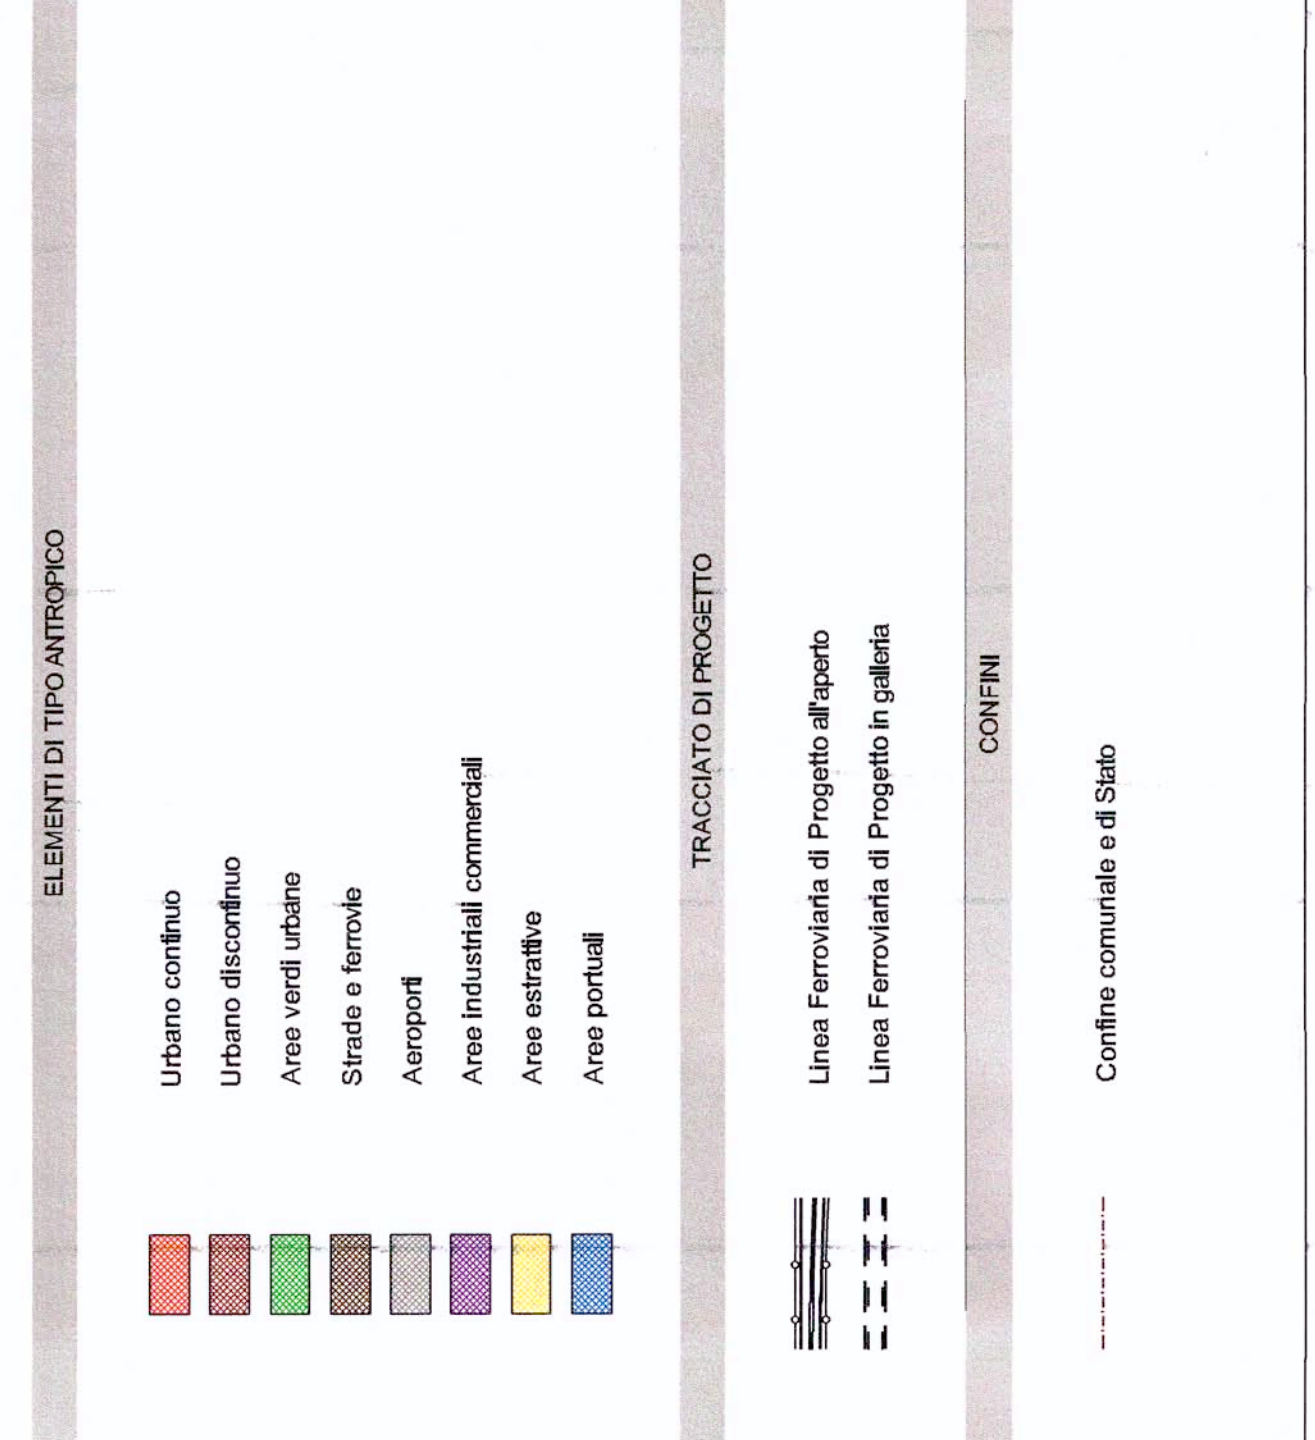 ELEMENTI DI TIPO ANTROPICO
Urbano continuo
Urbano discontinuo
Aree verdi urbane
Strade e ferrovie
Aeroporti
Aree industriali commerciali
Aree estrattive
Aree portuali
TRACCIATO DI PROGETTO
Linea Ferroviaria di Progetto all'aperto
Linea Ferroviaria di Progetto in galleria
CONFINI
Confine comunale e di Stato